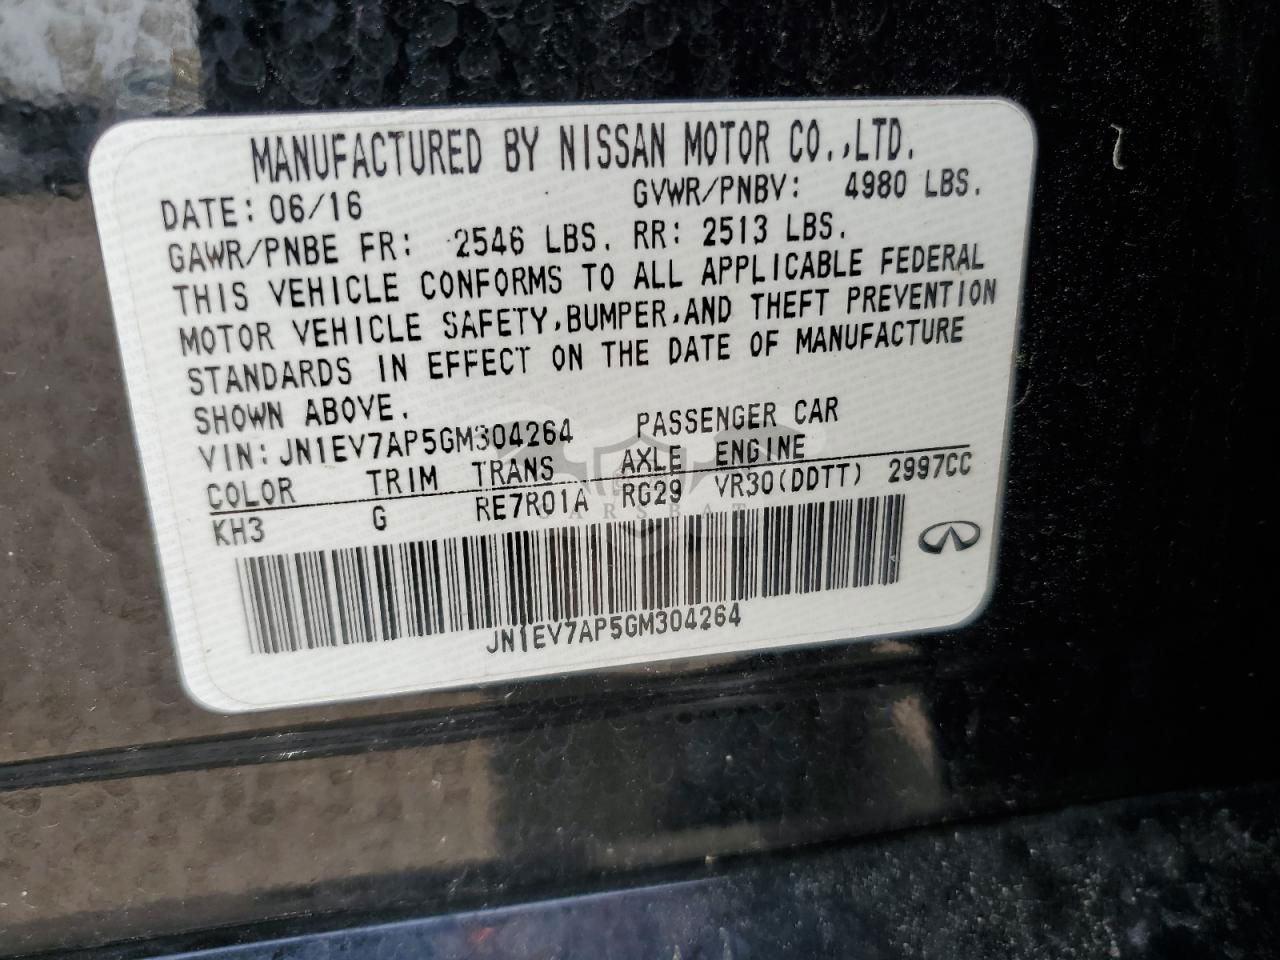 MANUFACTURED BY NISSAN MOTOR CO.,LTD.
DATE: 06/16 GVWR/PNBV: 4980 LBS.
GAWR/PNBE FR: 2546 LBS. RR: 2513 LBS.
THIS VEHICLE CONFORMS TO ALL APPLICABLE FEDERAL
MOTOR VEHICLE SAFETY,BUMPER,AND THEFT PREVENTION
STANDARDS IN EFFECT ON THE DATE OF MANUFACTURE
SHOWN ABOVE.
VIN: JN1EV7AP5GM304264 PASSENGER CAR
COLOR TRIM TRANS AXLE ENGINE
KH3 G RE7R01A RG29 VR30(DDTT) 2997CC
CARSBAT
JN1EV7AP5GM304264